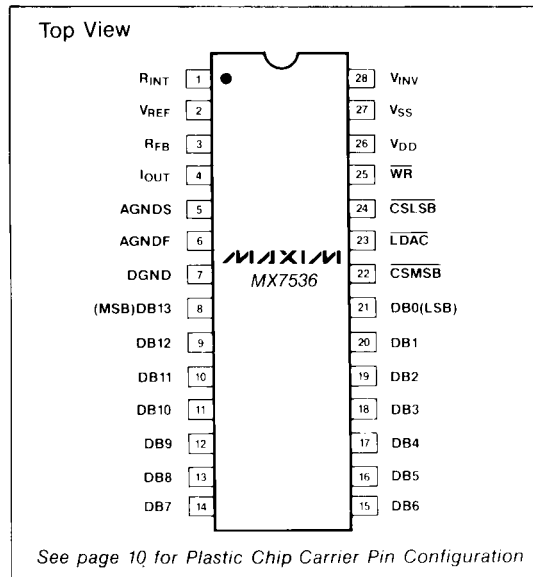 Top View
RINT 1 28 VINV
VREF 2 27 VSS
RFB 3 26 VDD
IOUT 4 25 WR
AGNDS 5 24 CSLSB
AGNDF 6 23 LDAC
DGND 7 22 CSMSB
MAXIM
MX7536
(MSB)DB13 8 21 DB0(LSB)
DB12 9 20 DB1
DB11 10 19 DB2
DB10 11 18 DB3
DB9 12 17 DB4
DB8 13 16 DB5
DB7 14 15 DB6
See page 10 for Plastic Chip Carrier Pin Configuration